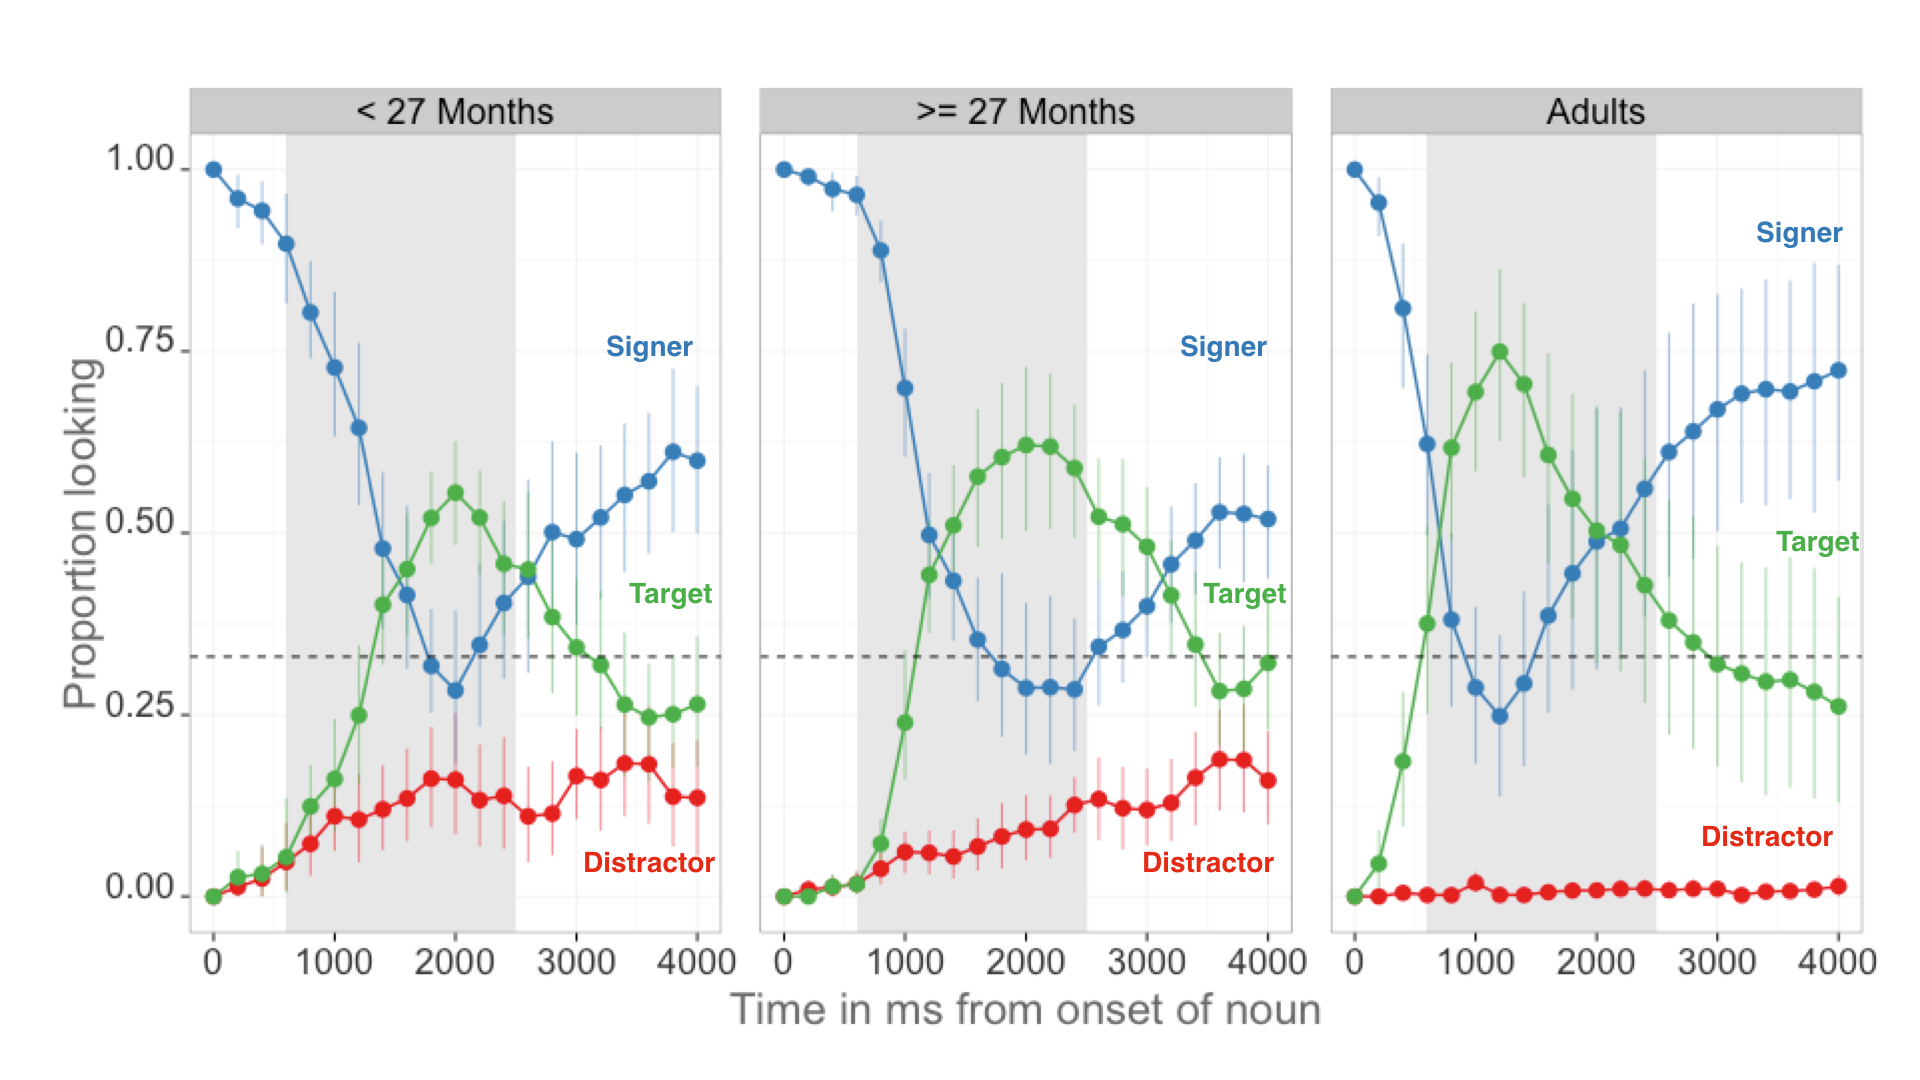 < 27 Months
>= 27 Months
Adults
1.00
0.75
0.50
0.25
0.00
Proportion looking
Signer
Target
Distractor
Signer
Target
Distractor
Signer
Target
Distractor
0 1000 2000 3000 4000
0 1000 2000 3000 4000
0 1000 2000 3000 4000
Time in ms from onset of noun